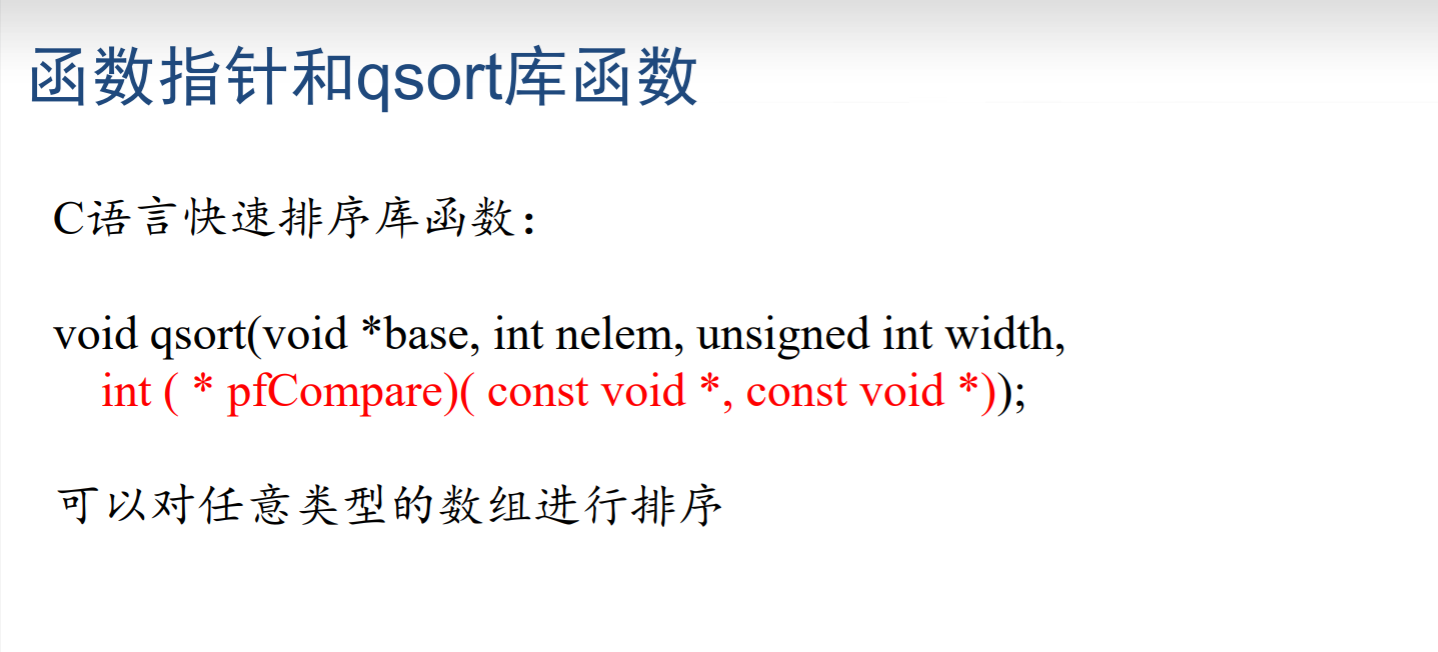 函数指针和qsort库函数
C语言快速排序库函数：
void qsort(void *base, int nelem, unsigned int width,
int ( * pfCompare)( const void *, const void *));
可以对任意类型的数组进行排序